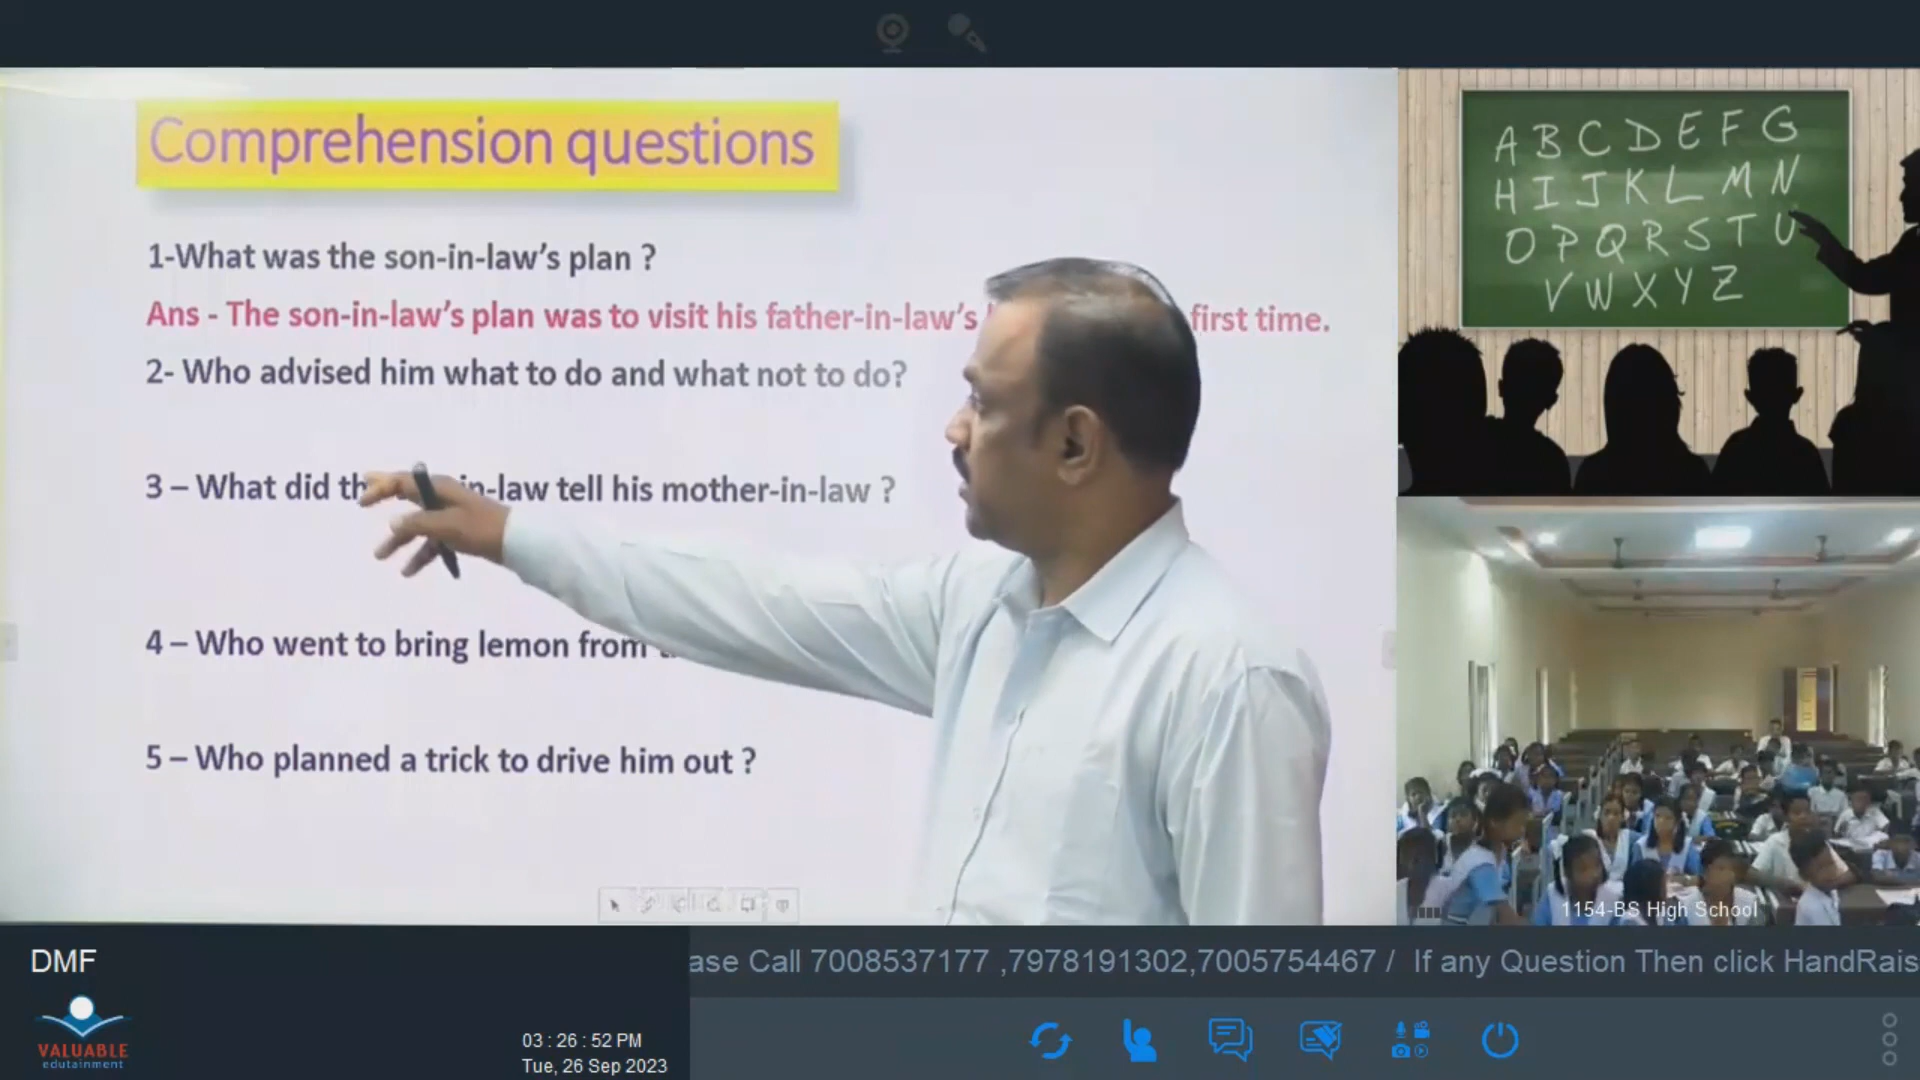 Comprehension questions
1-What was the son-in-law's plan ?
Ans - The son-in-law's plan was to visit his father-in-law's first time.
2- Who advised him what to do and what not to do?
3 – What did in-law tell his mother-in-law ?
4 – Who went to bring lemon from
5 – Who planned a trick to drive him out ?
A B C D E F G
H I J K L M N
O P Q R S T U
V W X Y Z
1154-BS High School
DMF
VALUABLE
edutainment
03 : 26 : 52 PM
Tue, 26 Sep 2023
Call 7008537177 ,7978191302,7005754467 / If any Question Then click